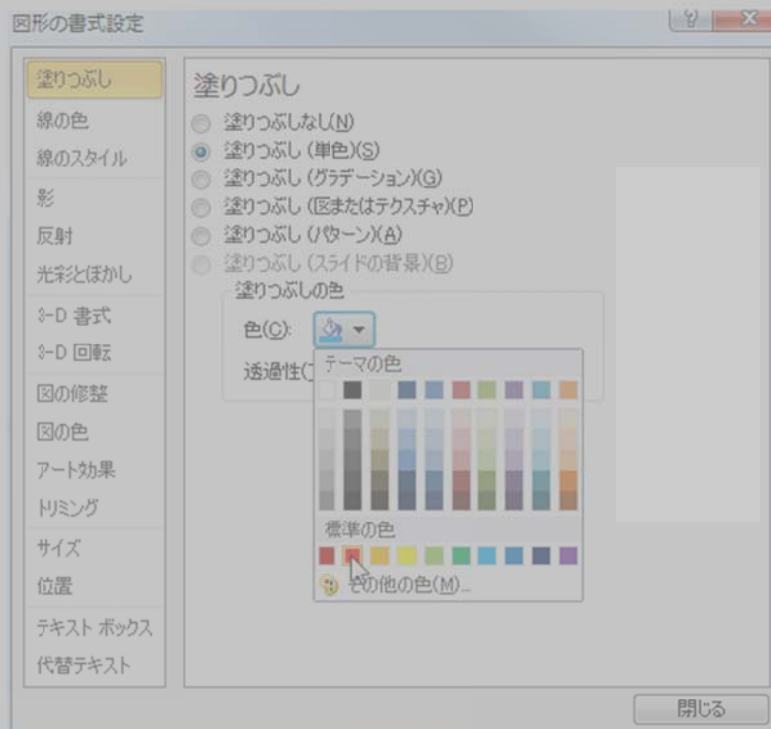 図形の書式設定
塗りつぶし
線の色
線のスタイル
影
反射
光彩とぼかし
3-D 書式
3-D 回転
図の修整
図の色
アート効果
トリミング
サイズ
位置
テキスト ボックス
代替テキスト
塗りつぶし
塗りつぶしなし(N)
塗りつぶし (単色)(S)
塗りつぶし (グラデーション)(G)
塗りつぶし (図またはテクスチャ)(P)
塗りつぶし (パターン)(A)
塗りつぶし (スライドの背景)(B)
塗りつぶしの色
色(C):
透過性(
テーマの色
標準の色
その他の色(M)...
閉じる